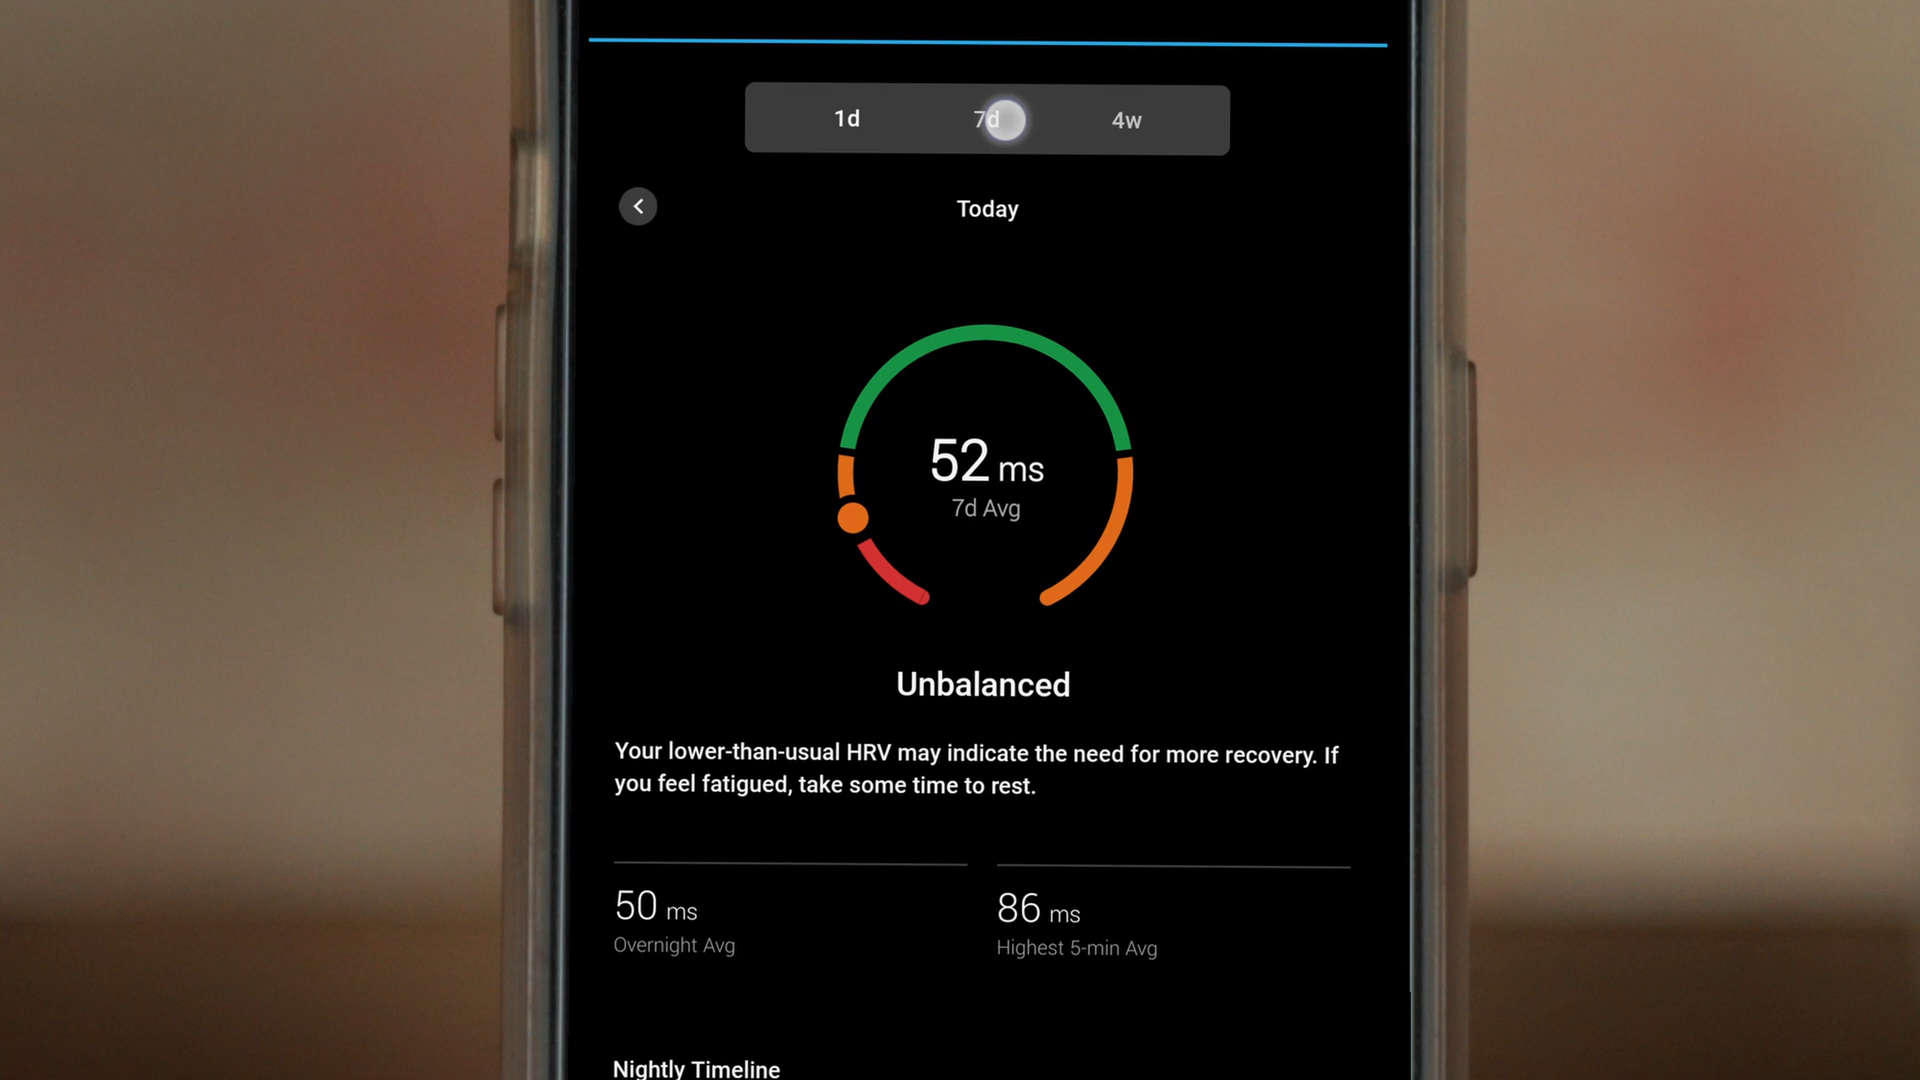 1d 7d 4w
Today
52 ms
7d Avg
Unbalanced
Your lower-than-usual HRV may indicate the need for more recovery. If
you feel fatigued, take some time to rest.
50 ms
Overnight Avg
86 ms
Highest 5-min Avg
Nightly Timeline